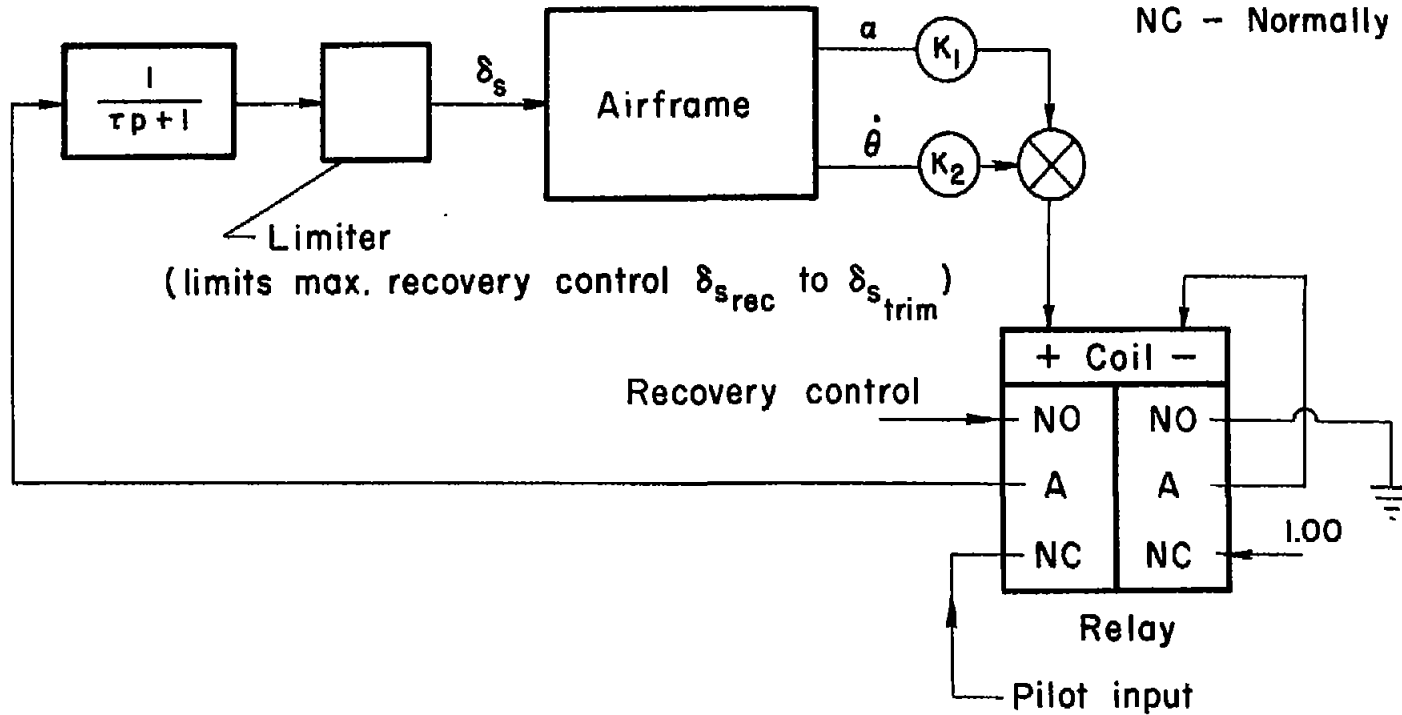 NC - Normally
1
τp+1
δs
Airframe
α
K1
θ̇
K2
Limiter
(limits max. recovery control δs rec to δs trim)
+ Coil -
Recovery control
NO
NO
A
A
NC
NC
1.00
Relay
Pilot input